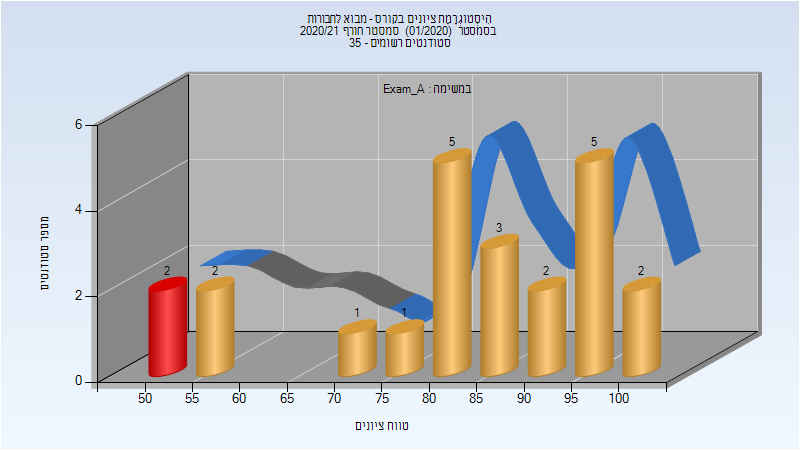 היסטוגרמת ציונים בקורס - מבוא לחבורות
בסמסטר (01/2020) סמסטר חורף 2020/21
סטודנטים רשומים - 35
במשימה : Exam_A
מספר סטודנטים
6
4
2
0
2
2
1
1
5
3
2
5
2
50 55 60 65 70 75 80 85 90 95 100
טווח ציונים